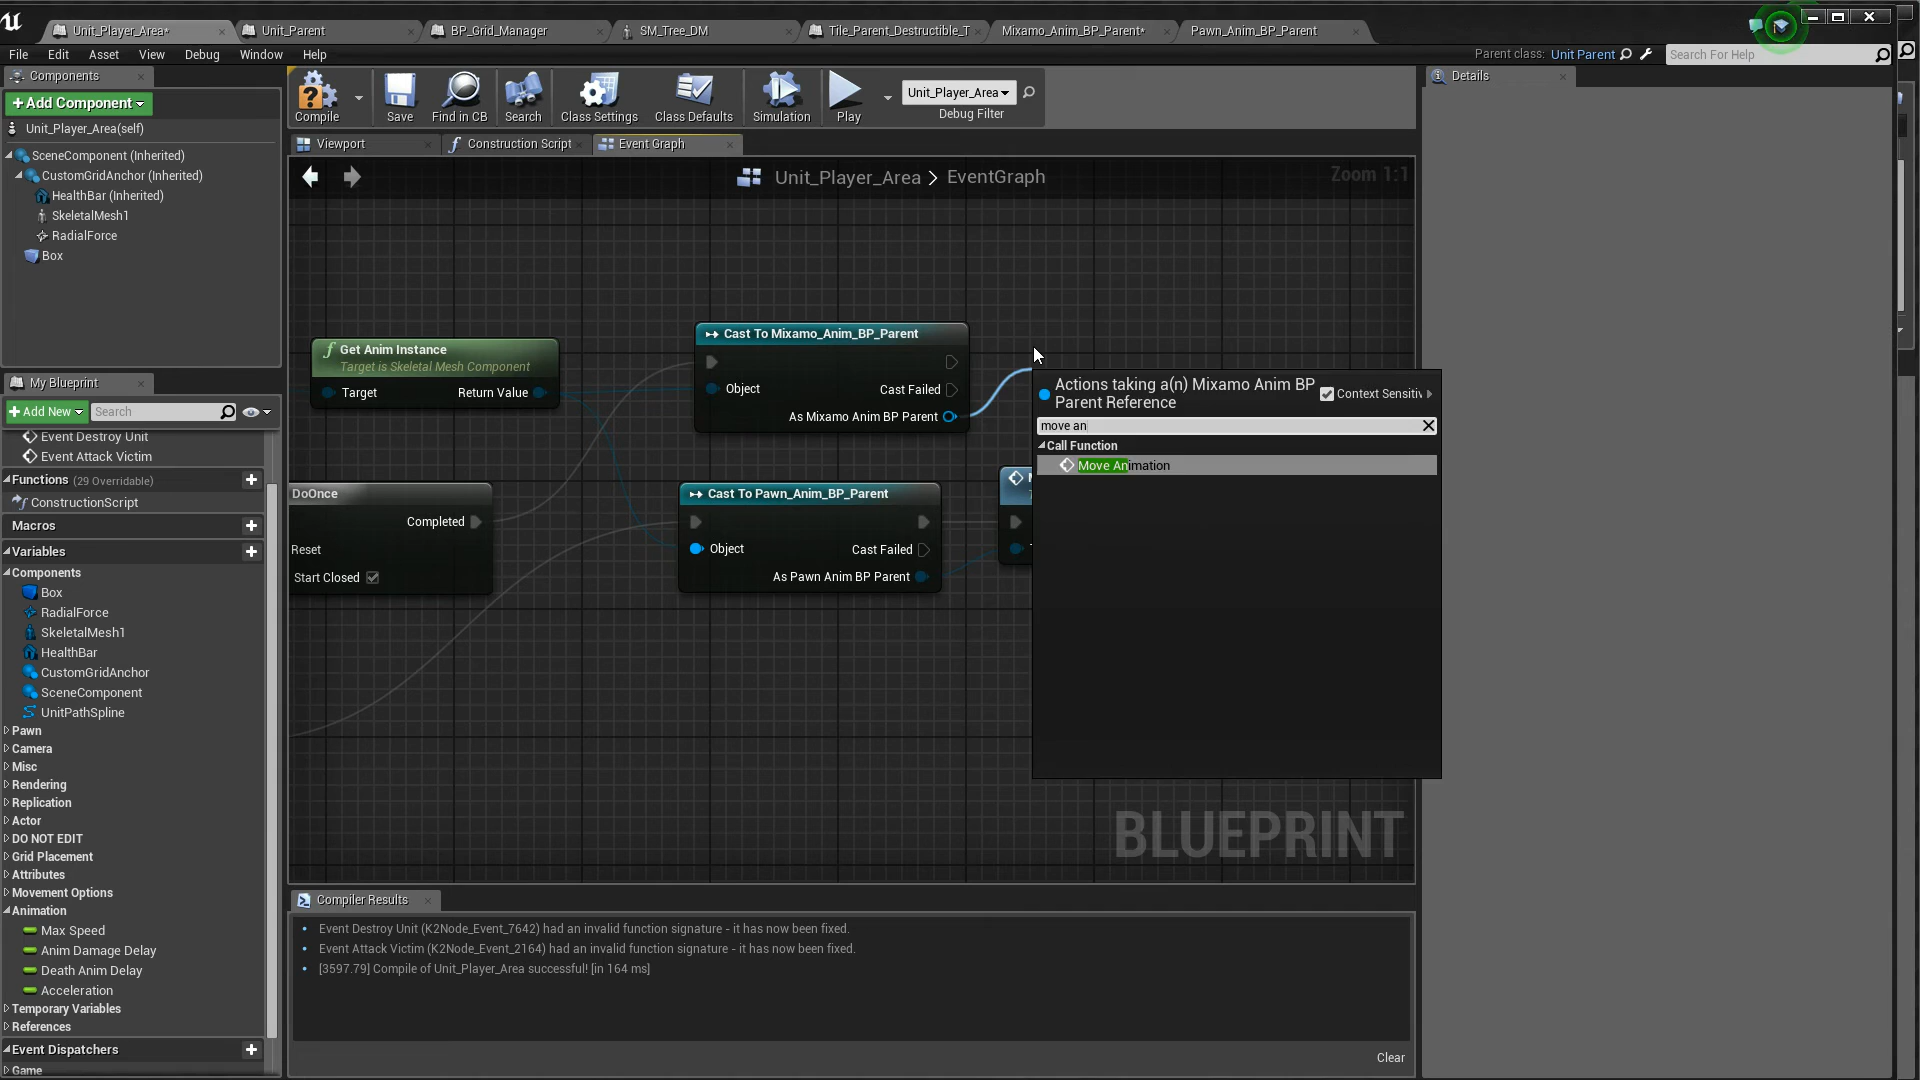 Unit_Player_Area*
Unit_Parent
BP_Grid_Manager
SM_Tree_DM
Tile_Parent_Destructible_T
Mixamo_Anim_BP_Parent*
Pawn_Anim_BP_Parent
File Edit Asset View Debug Window Help
Parent class: Unit Parent
Search For Help
Components
+Add Component
Unit_Player_Area(self)
SceneComponent (Inherited)
CustomGridAnchor (Inherited)
HealthBar (Inherited)
SkeletalMesh1
RadialForce
Box
Compile
Save
Find in CB
Search
Class Settings
Class Defaults
Simulation
Play
Unit_Player_Area
Debug Filter
Details
Viewport
Construction Script
Event Graph
Unit_Player_Area > EventGraph
Zoom 1:1
My Blueprint
+Add New
Search
Event Destroy Unit
Event Attack Victim
Functions (29 Overridable)
ConstructionScript
Macros
Variables
Components
Box
RadialForce
SkeletalMesh1
HealthBar
CustomGridAnchor
SceneComponent
UnitPathSpline
Pawn
Camera
Misc
Rendering
Replication
Actor
DO NOT EDIT
Grid Placement
Attributes
Movement Options
Animation
Max Speed
Anim Damage Delay
Death Anim Delay
Acceleration
Temporary Variables
References
Event Dispatchers
Game
Get Anim Instance
Target is Skeletal Mesh Component
Target Return Value
Cast To Mixamo_Anim_BP_Parent
Object
Cast Failed
As Mixamo Anim BP Parent
DoOnce
Completed
Reset
Start Closed
Cast To Pawn_Anim_BP_Parent
Object
Cast Failed
As Pawn Anim BP Parent
Actions taking a(n) Mixamo Anim BP
Parent Reference
Context Sensitiv
move an
Call Function
Move Animation
BLUEPRINT
Compiler Results
Event Destroy Unit (K2Node_Event_7642) had an invalid function signature - it has now been fixed.
Event Attack Victim (K2Node_Event_2164) had an invalid function signature - it has now been fixed.
[3597.79] Compile of Unit_Player_Area successful! [in 164 ms]
Clear